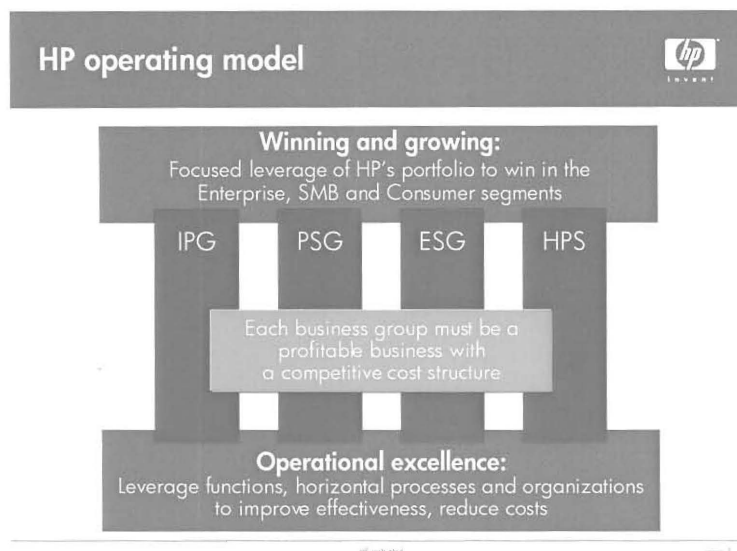 HP operating model
hp
invent
Winning and growing:
Focused leverage of HP's portfolio to win in the
Enterprise, SMB and Consumer segments
IPG PSG ESG HPS
Each business group must be a
profitable business with
a competitive cost structure
Operational excellence:
Leverage functions, horizontal processes and organizations
to improve effectiveness, reduce costs